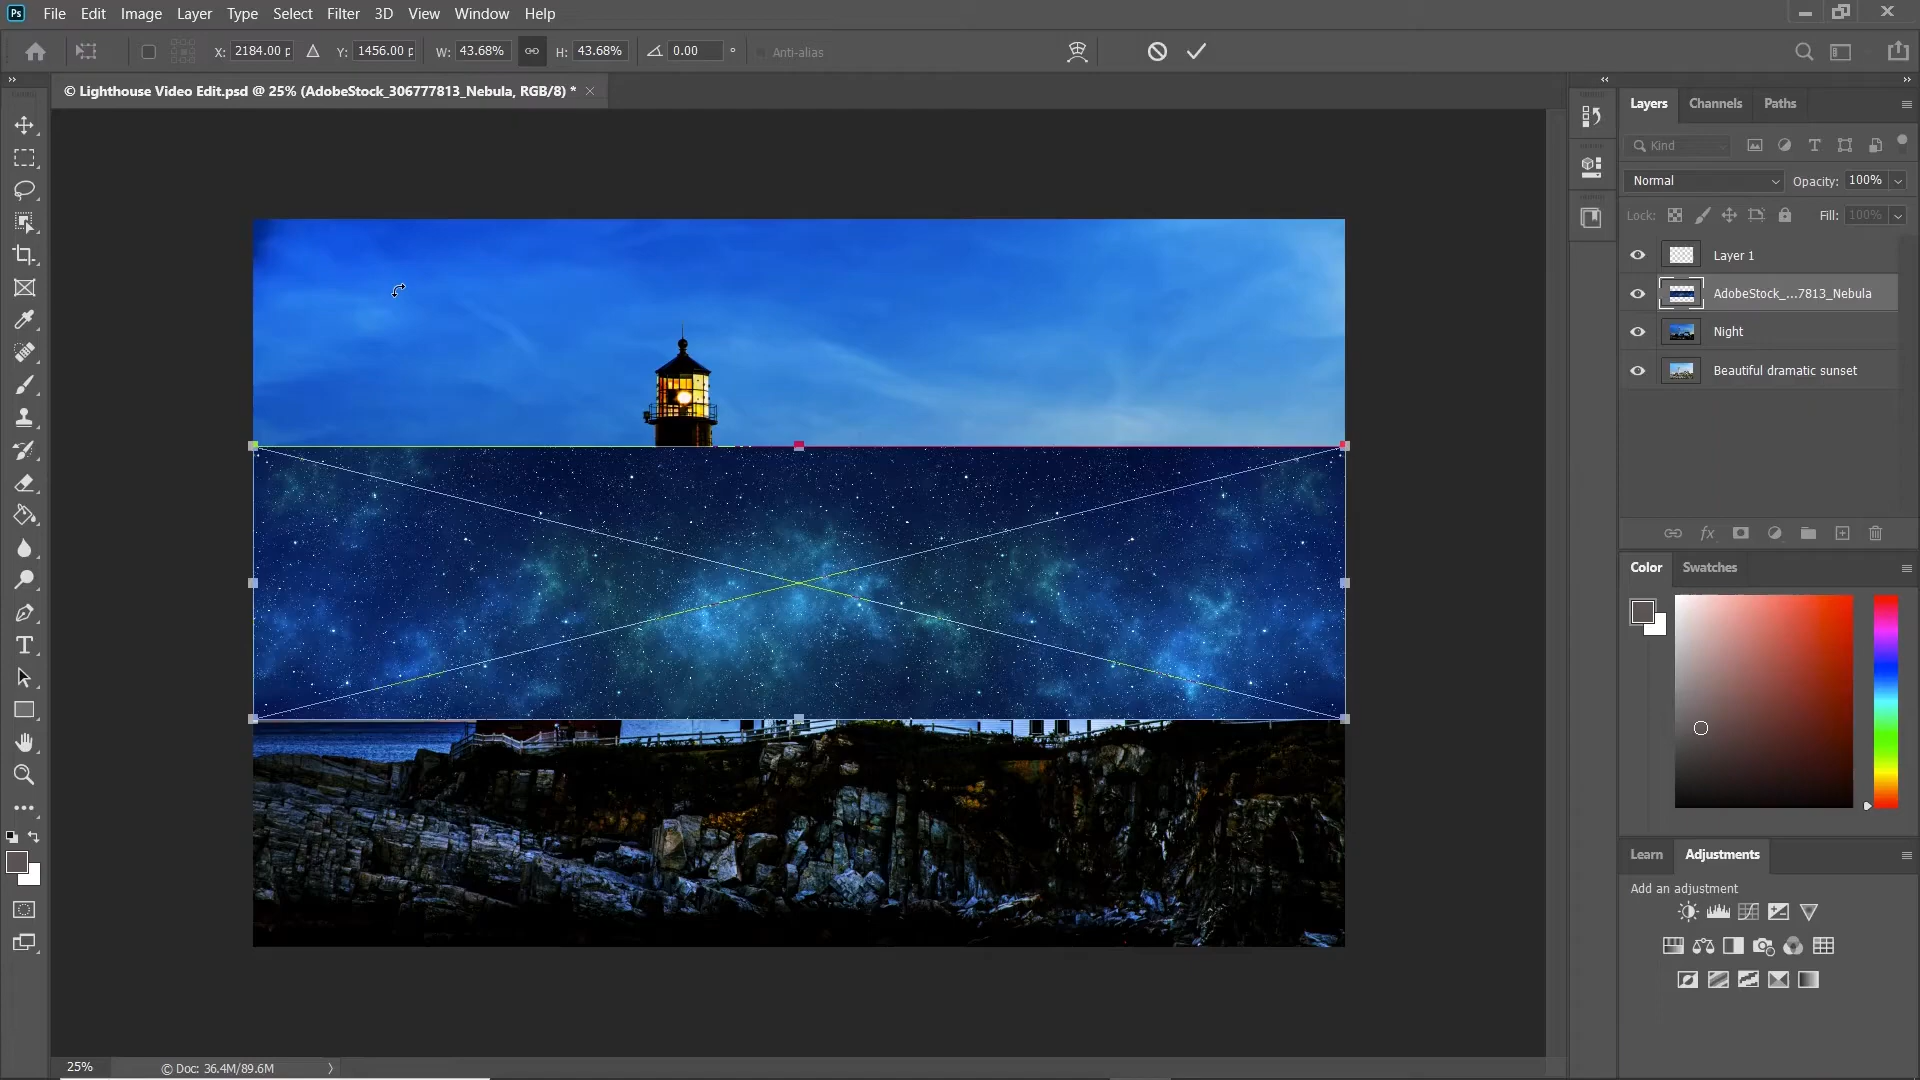 Ps File Edit Image Layer Type Select Filter 3D View Window Help
X: 2184.00 p Y: 1456.00 p W: 43.68% H: 43.68% 0.00 ° Anti-alias
© Lighthouse Video Edit.psd @ 25% (AdobeStock_306777813_Nebula, RGB/8) *
Layers Channels Paths
Kind
Normal Opacity: 100%
Lock: Fill: 100%
Layer 1
AdobeStock_...7813_Nebula
Night
Beautiful dramatic sunset
Color Swatches
Learn Adjustments
Add an adjustment
25% © Doc: 36.4M/89.6M